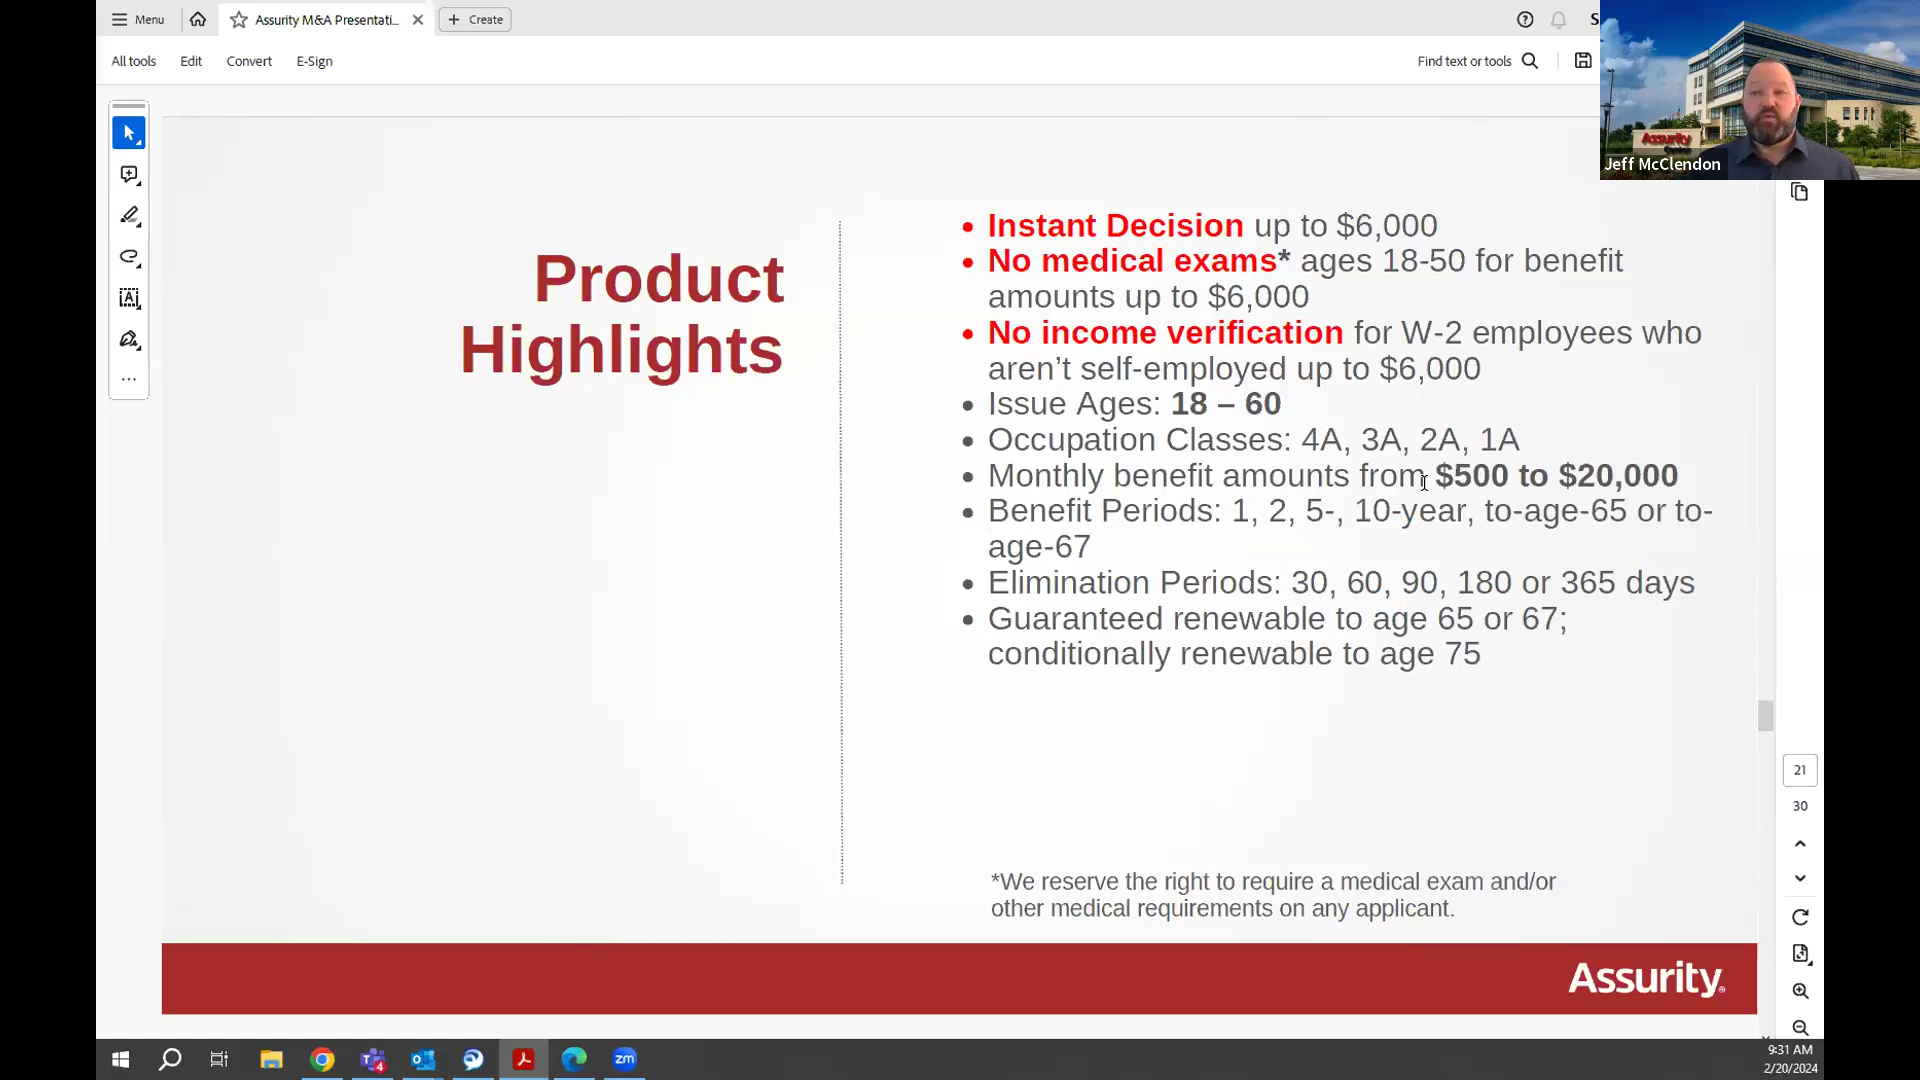 Menu
Assurity M&A Presentati...
Create
All tools
Edit
Convert
E-Sign
Find text or tools
S
Assurity
Jeff McClendon
Product
Highlights
• Instant Decision up to $6,000
• No medical exams* ages 18-50 for benefit
amounts up to $6,000
• No income verification for W-2 employees who
aren’t self-employed up to $6,000
• Issue Ages: 18 – 60
• Occupation Classes: 4A, 3A, 2A, 1A
• Monthly benefit amounts from $500 to $20,000
• Benefit Periods: 1, 2, 5-, 10-year, to-age-65 or to-
age-67
• Elimination Periods: 30, 60, 90, 180 or 365 days
• Guaranteed renewable to age 65 or 67;
conditionally renewable to age 75
21
30
*We reserve the right to require a medical exam and/or
other medical requirements on any applicant.
Assurity®
4
zm
9:31 AM
2/20/2024